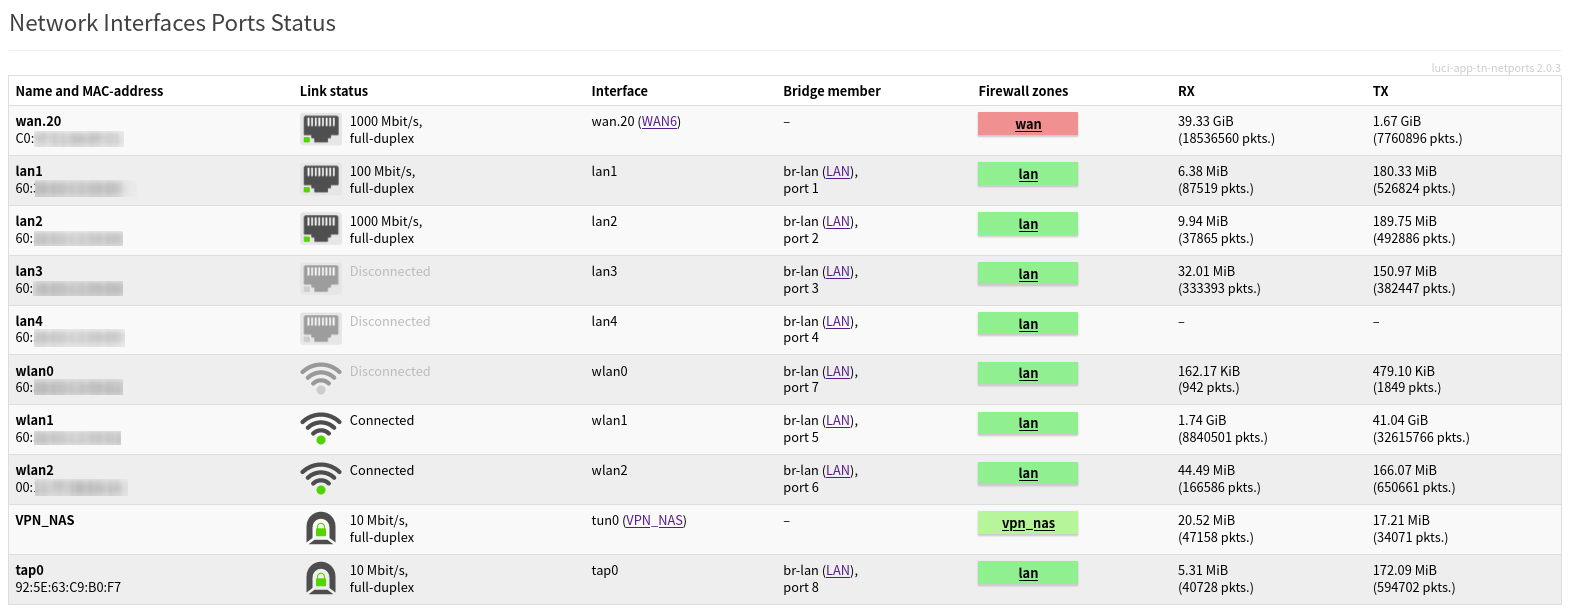 Network Interfaces Ports Status
luci-app-tn-netports 2.0.3
Name and MAC-address Link status Interface Bridge member Firewall zones RX TX
wan.20 1000 Mbit/s, wan.20 (WAN6) – wan 39.33 GiB 1.67 GiB
C0: full-duplex (18536560 pkts.) (7760896 pkts.)
lan1 100 Mbit/s, lan1 br-lan (LAN), lan 6.38 MiB 180.33 MiB
60: full-duplex port 1 (87519 pkts.) (526824 pkts.)
lan2 1000 Mbit/s, lan2 br-lan (LAN), lan 9.94 MiB 189.75 MiB
60: full-duplex port 2 (37865 pkts.) (492886 pkts.)
lan3 Disconnected lan3 br-lan (LAN), lan 32.01 MiB 150.97 MiB
60: port 3 (333393 pkts.) (382447 pkts.)
lan4 Disconnected lan4 br-lan (LAN), lan – –
60: port 4
wlan0 Disconnected wlan0 br-lan (LAN), lan 162.17 KiB 479.10 KiB
60: port 7 (942 pkts.) (1849 pkts.)
wlan1 Connected wlan1 br-lan (LAN), lan 1.74 GiB 41.04 GiB
60: port 5 (8840501 pkts.) (32615766 pkts.)
wlan2 Connected wlan2 br-lan (LAN), lan 44.49 MiB 166.07 MiB
00: port 6 (166586 pkts.) (650661 pkts.)
VPN_NAS 10 Mbit/s, tun0 (VPN_NAS) – vpn_nas 20.52 MiB 17.21 MiB
full-duplex (47158 pkts.) (34071 pkts.)
tap0 10 Mbit/s, tap0 br-lan (LAN), lan 5.31 MiB 172.09 MiB
92:5E:63:C9:B0:F7 full-duplex port 8 (40728 pkts.) (594702 pkts.)